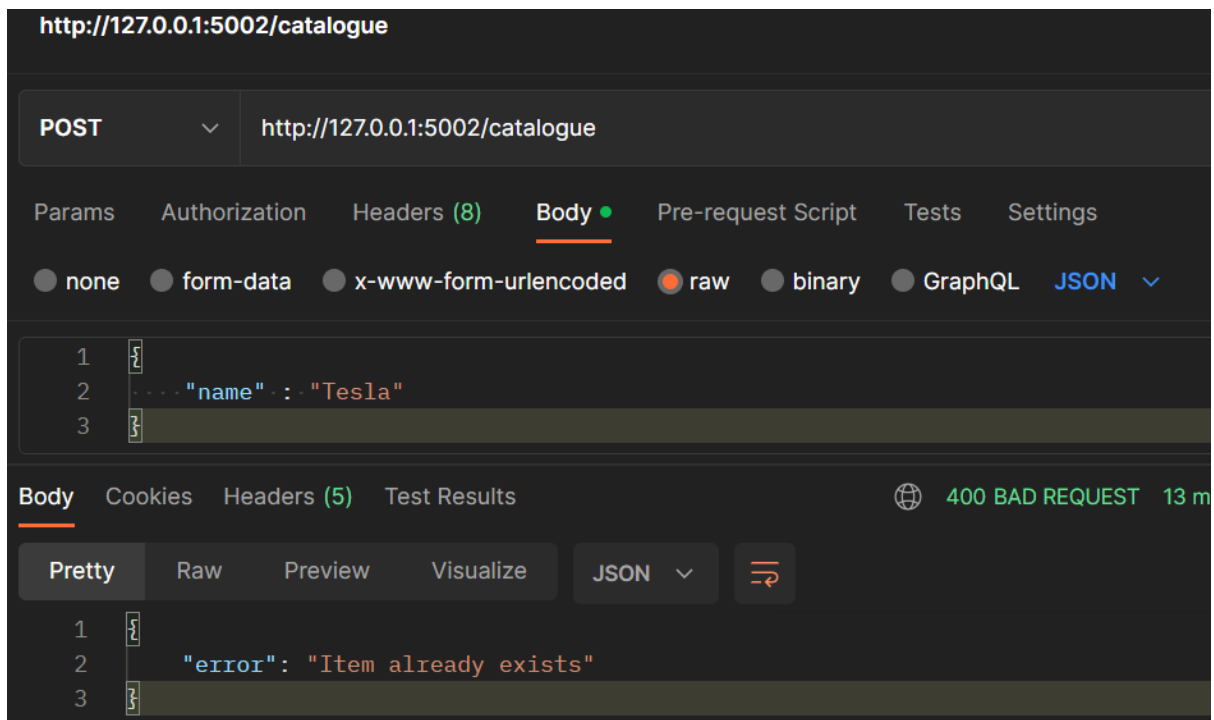 http://127.0.0.1:5002/catalogue
POST http://127.0.0.1:5002/catalogue
Params Authorization Headers (8) Body Pre-request Script Tests Settings
none form-data x-www-form-urlencoded raw binary GraphQL JSON
1 {
2 "name" : "Tesla"
3 }
Body Cookies Headers (5) Test Results 400 BAD REQUEST 13 m
Pretty Raw Preview Visualize JSON
1 {
2 "error": "Item already exists"
3 }